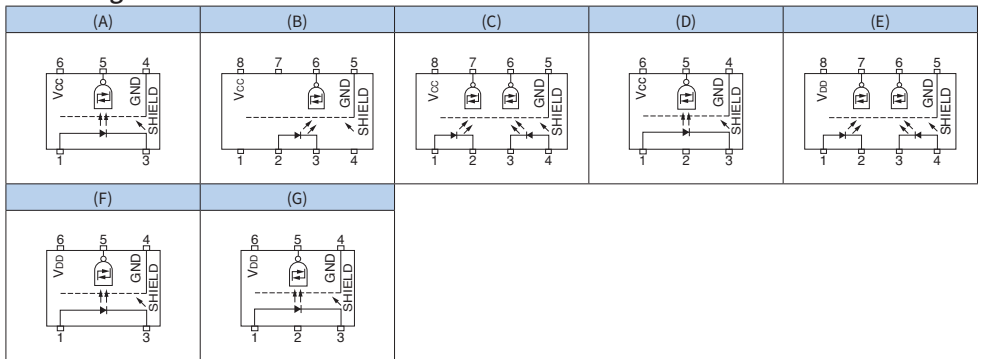 (A) (B) (C) (D) (E)
6 5 4 8 7 6 5 8 7 6 5 6 5 4 8 7 6 5
VCC GND SHIELD VCC GND SHIELD VCC GND SHIELD VCC GND SHIELD VDD GND SHIELD
1 3 1 2 3 4 1 2 3 4 1 2 3 1 2 3 4
(F) (G)
6 5 4 6 5 4
VDD GND SHIELD VDD GND SHIELD
1 3 1 2 3